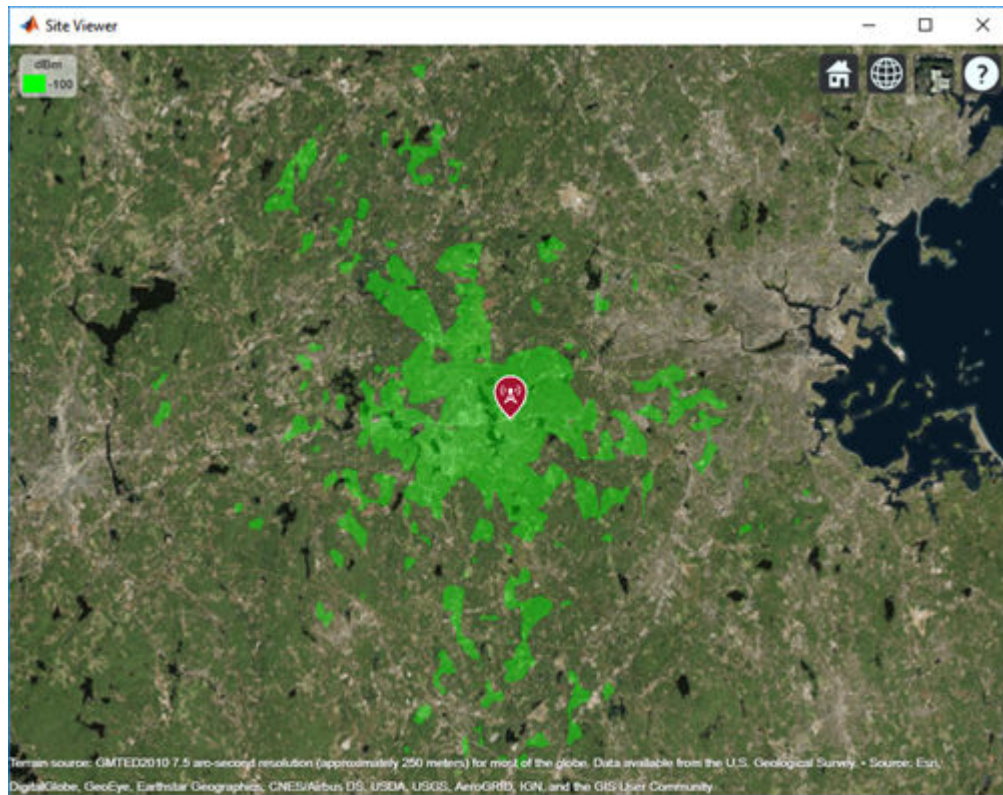 Site Viewer
dBm
-100
?
Terrain source: GMTED2010 7.5 arc-second resolution (approximately 250 meters) for most of the globe. Data available from the U.S. Geological Survey. • Source: Esri,
DigitalGlobe, GeoEye, Earthstar Geographics, CNES/Airbus DS, USDA, USGS, AeroGRID, IGN, and the GIS User Community